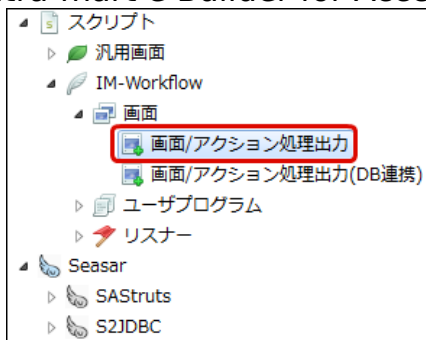 スクリプト
汎用画面
IM-Workflow
画面
画面/アクション処理出力
画面/アクション処理出力(DB連携)
ユーザプログラム
リスナー
Seasar
SAStruts
S2JDBC